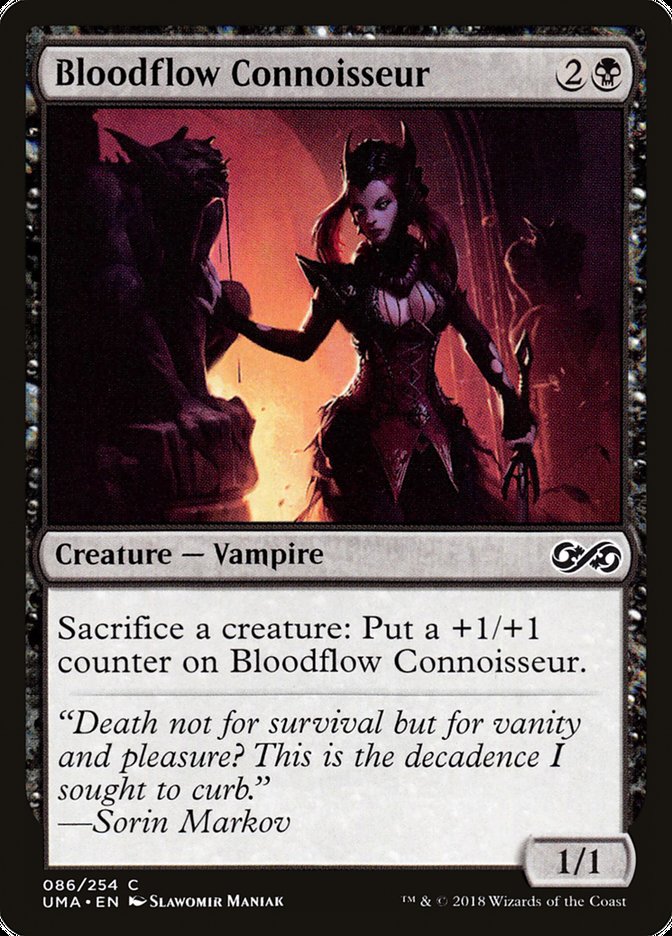 Bloodflow Connoisseur 2
Creature — Vampire
Sacrifice a creature: Put a +1/+1
counter on Bloodflow Connoisseur.
“Death not for survival but for vanity
and pleasure? This is the decadence I
sought to curb.”
—Sorin Markov
1/1
086/254 C
UMA • EN Slawomir Maniak
™ & © 2018 Wizards of the Coast